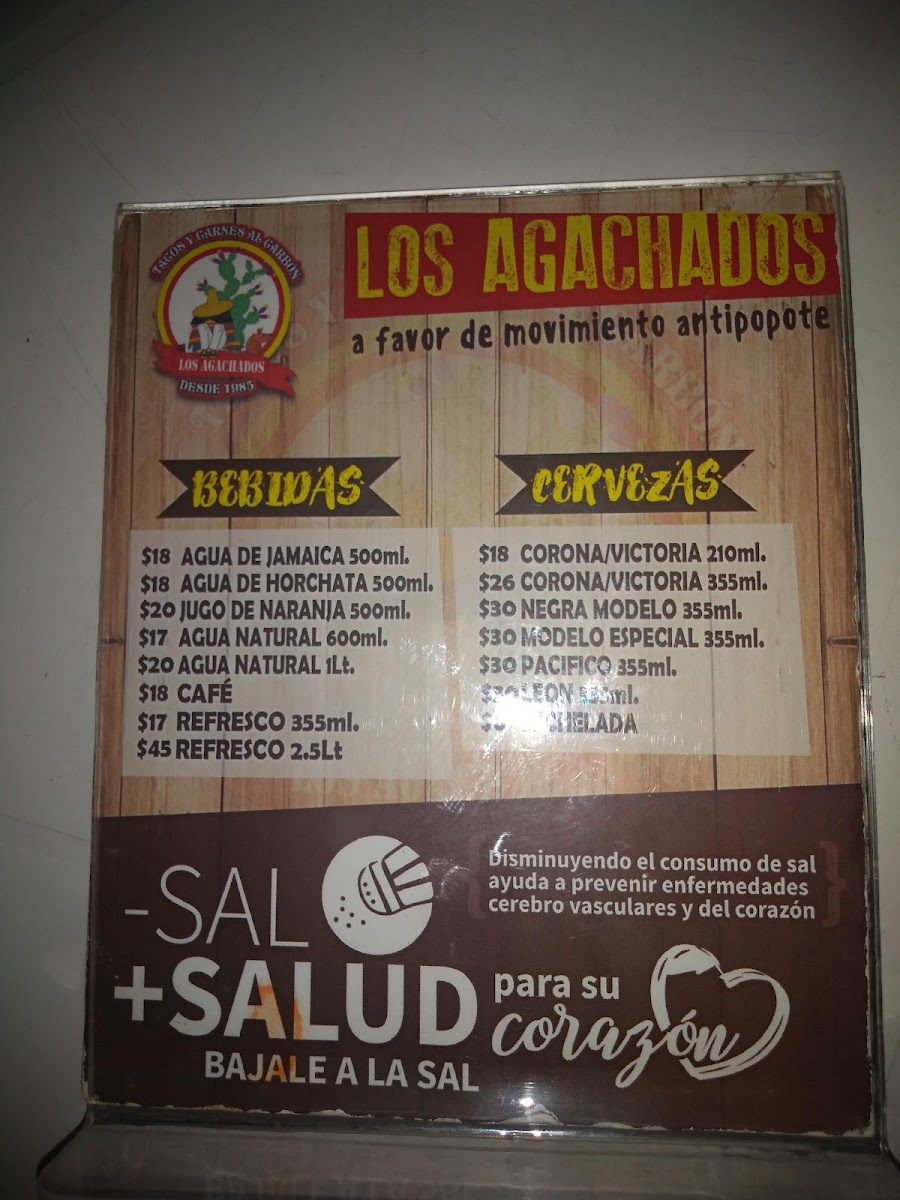 TACOS Y CARNES AL CARBON
LOS AGACHADOS
DESDE 1985
LOS AGACHADOS
a favor de movimiento antipopote
BEBIDAS
$18 AGUA DE JAMAICA 500ml.
$18 AGUA DE HORCHATA 500ml.
$20 JUGO DE NARANJA 500ml.
$17 AGUA NATURAL 600ml.
$20 AGUA NATURAL 1Lt.
$18 CAFÉ
$17 REFRESCO 355ml.
$45 REFRESCO 2.5Lt
CERVEZAS
$18 CORONA/VICTORIA 210ml.
$26 CORONA/VICTORIA 355ml.
$30 NEGRA MODELO 355ml.
$30 MODELO ESPECIAL 355ml.
$30 PACIFICO 355ml.
LEON
-SAL
+SALUD
BAJALE A LA SAL
Disminuyendo el consumo de sal
ayuda a prevenir enfermedades
cerebro vasculares y del corazón
para su
corazón